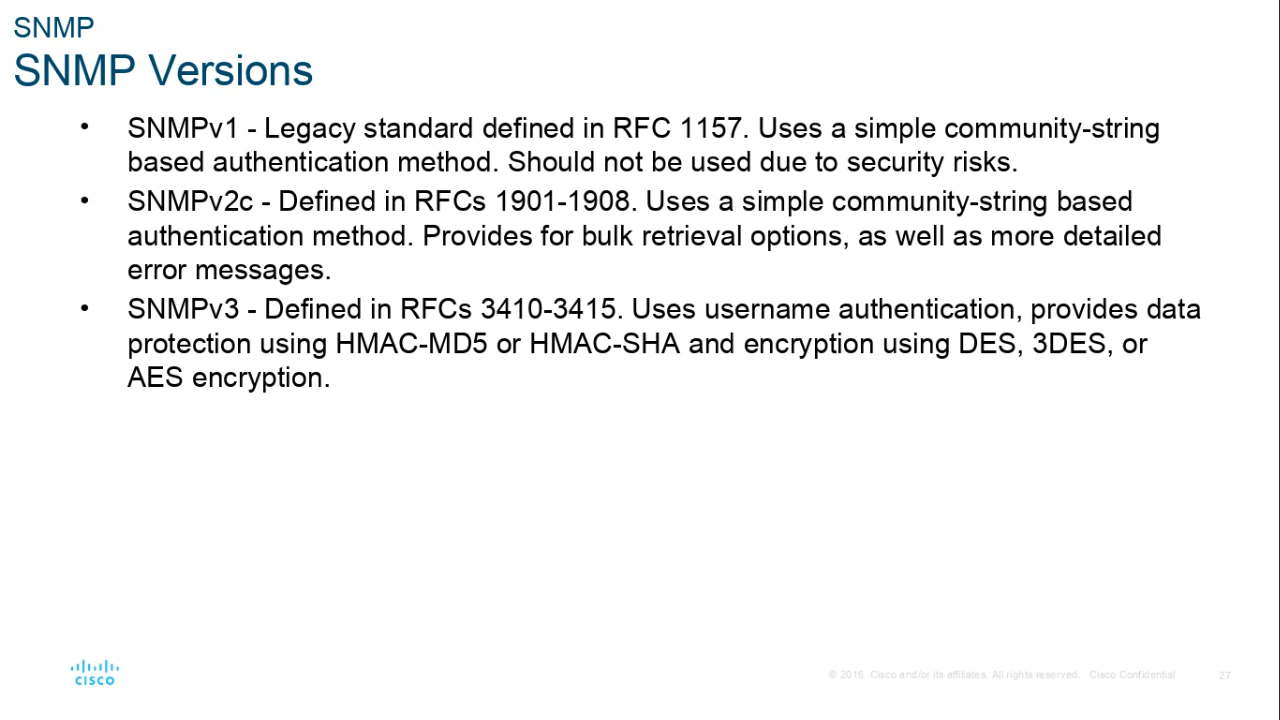 SNMP
SNMP Versions
• SNMPv1 - Legacy standard defined in RFC 1157. Uses a simple community-string
based authentication method. Should not be used due to security risks.
• SNMPv2c - Defined in RFCs 1901-1908. Uses a simple community-string based
authentication method. Provides for bulk retrieval options, as well as more detailed
error messages.
• SNMPv3 - Defined in RFCs 3410-3415. Uses username authentication, provides data
protection using HMAC-MD5 or HMAC-SHA and encryption using DES, 3DES, or
AES encryption.
CISCO
© 2016 Cisco and/or its affiliates. All rights reserved. Cisco Confidential 27